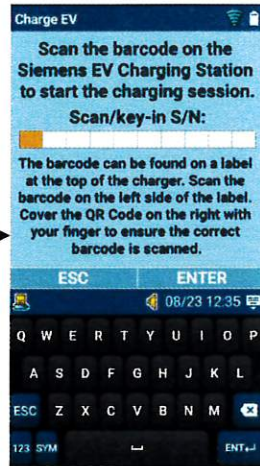 Charge EV
Scan the barcode on the
Siemens EV Charging Station
to start the charging session.
Scan/key-in S/N:
The barcode can be found on a label
at the top of the charger. Scan the
barcode on the left side of the label.
Cover the QR Code on the right with
your finger to ensure the correct
barcode is scanned.
ESC ENTER
08/23 12:35
Q W E R T Y U I O P
A S D F G H J K L
ESC Z X C V B N M
123 SYM ENT